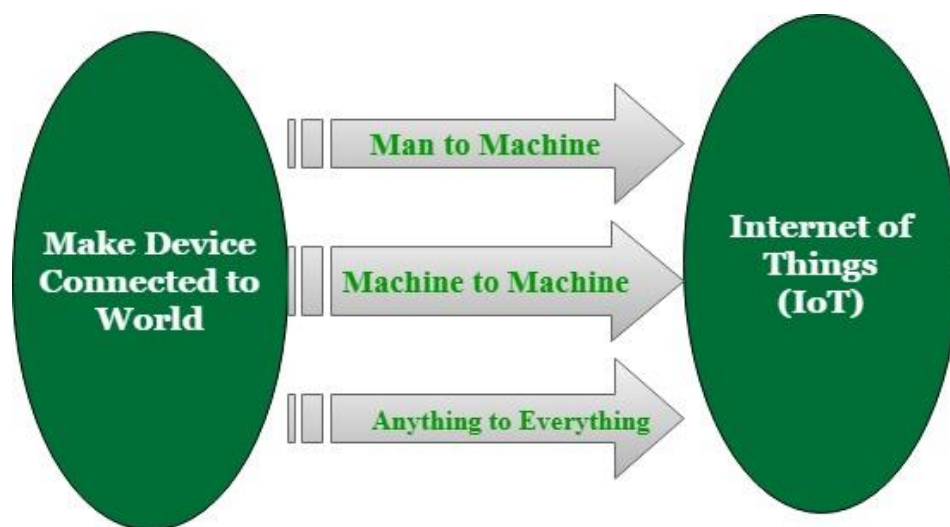 Make Device
Connected to
World
Man to Machine
Machine to Machine
Anything to Everything
Internet of
Things
(IoT)